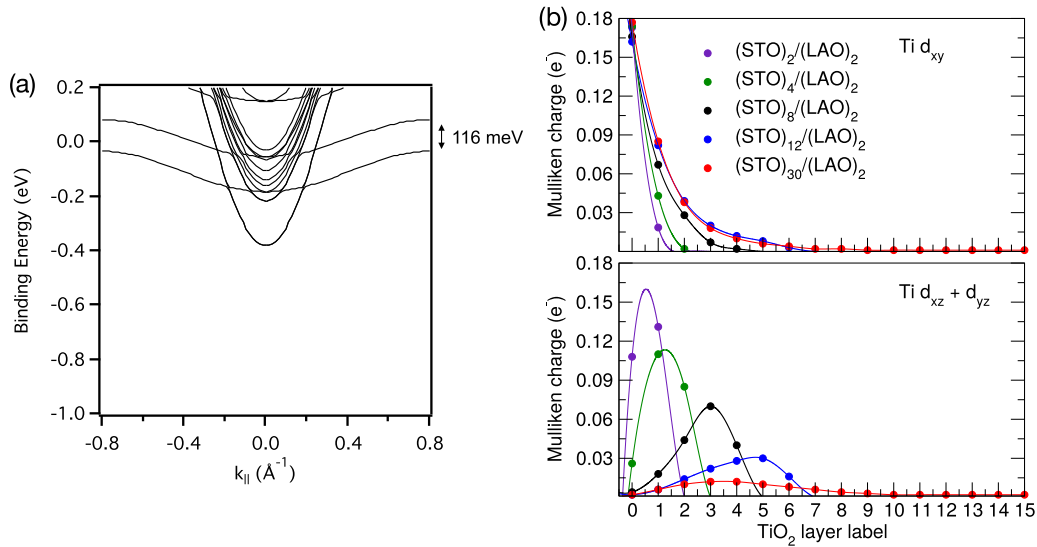 (a)
0.2
0.0
-0.2
-0.4
-0.6
-0.8
-1.0
Binding Energy (eV)
-0.8
-0.4
0.0
0.4
0.8
k|| (Å-1)
116 meV
(b)
0.18
0.15
0.12
0.09
0.06
0.03
Mulliken charge (e-)
Ti dxy
(STO)2/(LAO)2
(STO)4/(LAO)2
(STO)8/(LAO)2
(STO)12/(LAO)2
(STO)30/(LAO)2
0.18
0.15
0.12
0.09
0.06
0.03
Mulliken charge (e-)
Ti dxz + dyz
0 1 2 3 4 5 6 7 8 9 10 11 12 13 14 15
TiO2 layer label